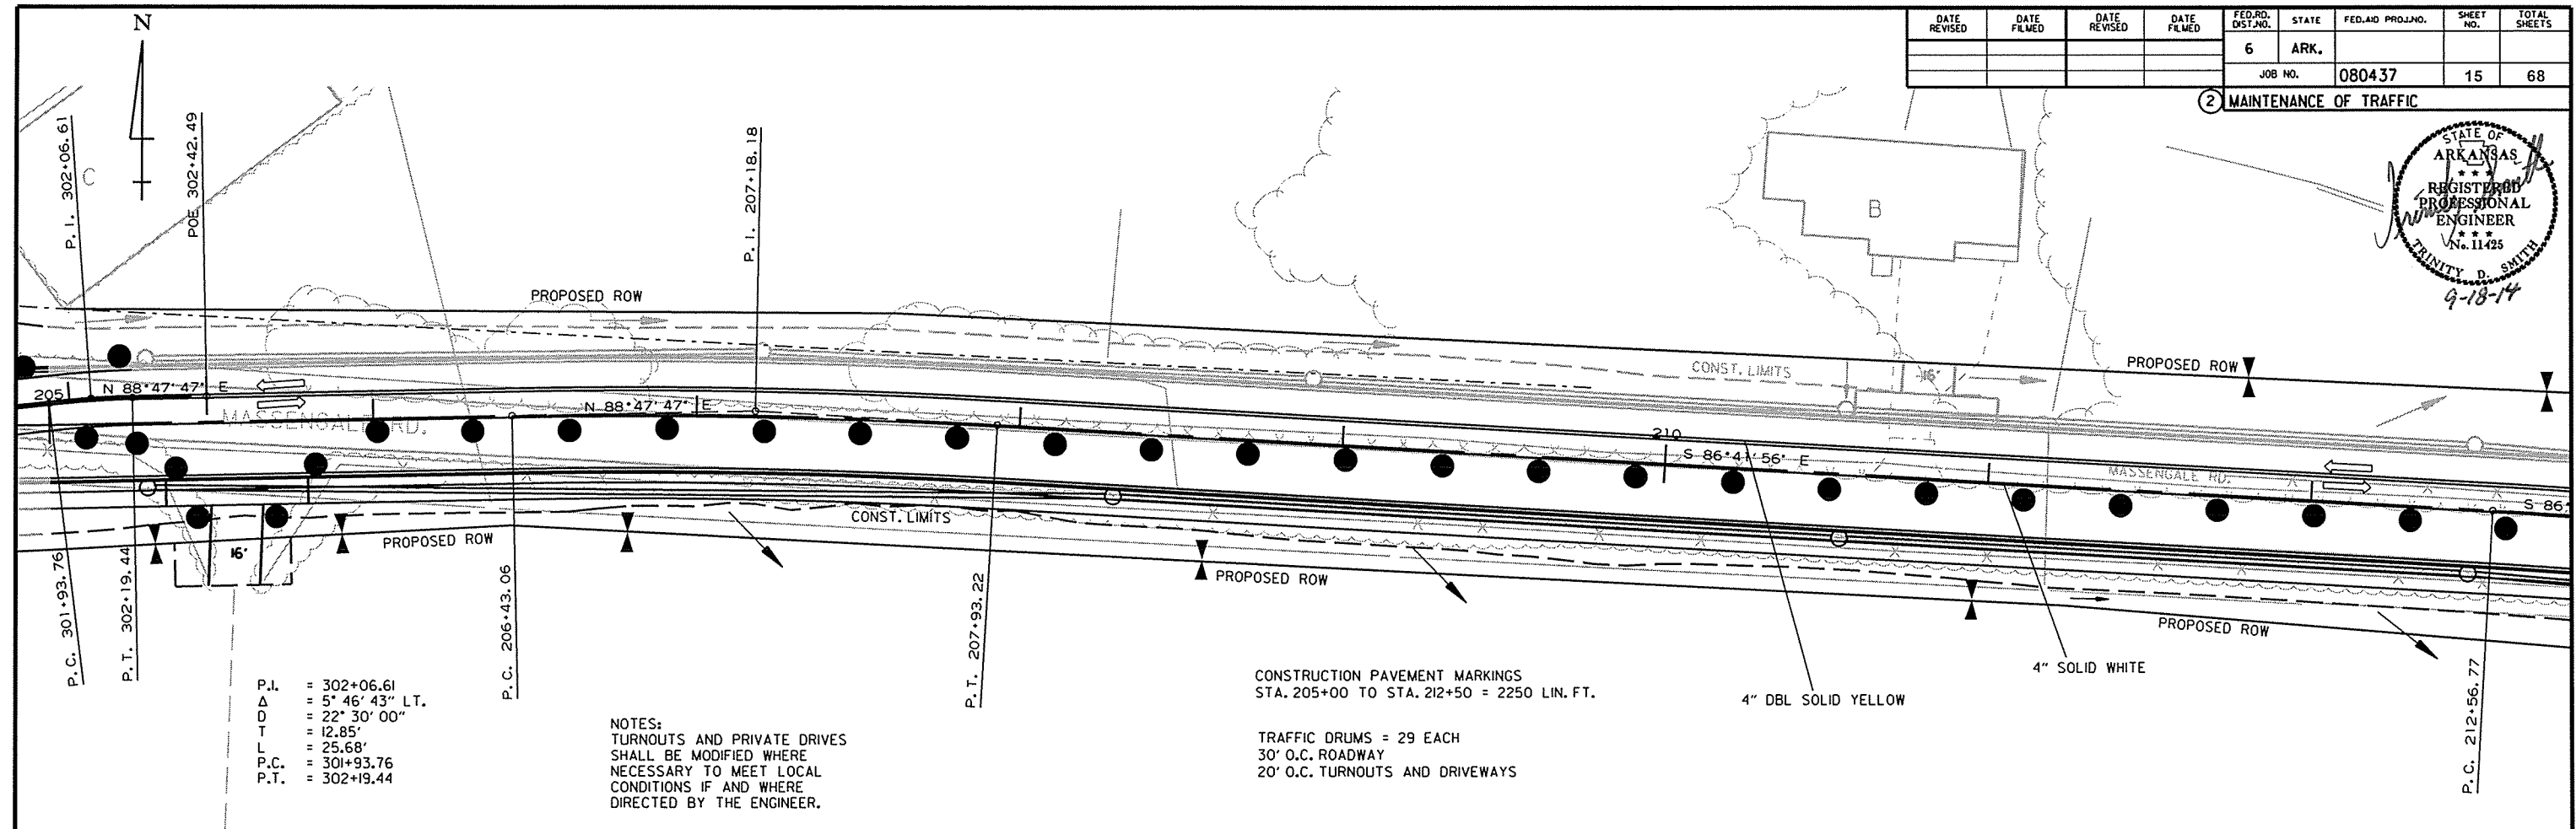 N
DATE REVISED
DATE FILMED
DATE REVISED
DATE FILMED
FED.RD. DIST.NO.
STATE
FED.AID PROJ.NO.
SHEET NO.
TOTAL SHEETS
6
ARK.
JOB NO.
080437
15
68
2 MAINTENANCE OF TRAFFIC
STATE OF
ARKANSAS
★ ★ ★
REGISTERED
PROFESSIONAL
ENGINEER
★ ★ ★
No. 11425
TRINITY D. SMITH
9-18-14
P.I. 302+06.61
C
POE 302+42.49
P.I. 207+18.18
B
PROPOSED ROW
CONST. LIMITS
16'
PROPOSED ROW
205
N 88°47'47" E
MASSENGALE RD.
N 88°47'47" E
210
S 86°41'56" E
MASSENGALE RD.
S 86°
CONST. LIMITS
PROPOSED ROW
16'
PROPOSED ROW
PROPOSED ROW
P.C. 301+93.76
P.T. 302+19.44
P.C. 206+43.06
P.T. 207+93.22
P.C. 212+56.77
4" DBL SOLID YELLOW
4" SOLID WHITE
P.I. = 302+06.61
Δ = 5° 46' 43" LT.
D = 22° 30' 00"
T = 12.85'
L = 25.68'
P.C. = 301+93.76
P.T. = 302+19.44
NOTES:
TURNOUTS AND PRIVATE DRIVES
SHALL BE MODIFIED WHERE
NECESSARY TO MEET LOCAL
CONDITIONS IF AND WHERE
DIRECTED BY THE ENGINEER.
CONSTRUCTION PAVEMENT MARKINGS
STA. 205+00 TO STA. 212+50 = 2250 LIN. FT.
TRAFFIC DRUMS = 29 EACH
30' O.C. ROADWAY
20' O.C. TURNOUTS AND DRIVEWAYS